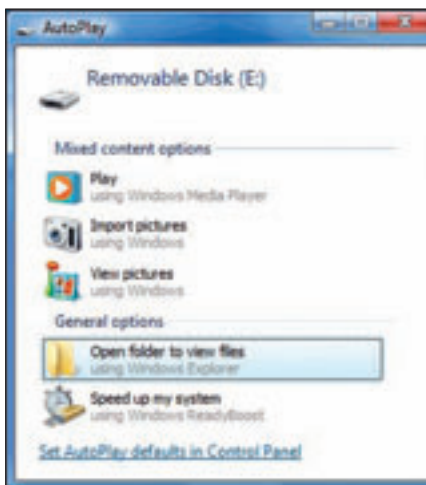 AutoPlay
Removable Disk (E:)
Mixed content options
Play
using Windows Media Player
Import pictures
using Windows
View pictures
using Windows
General options
Open folder to view files
using Windows Explorer
Speed up my system
using Windows ReadyBoost
Set AutoPlay defaults in Control Panel